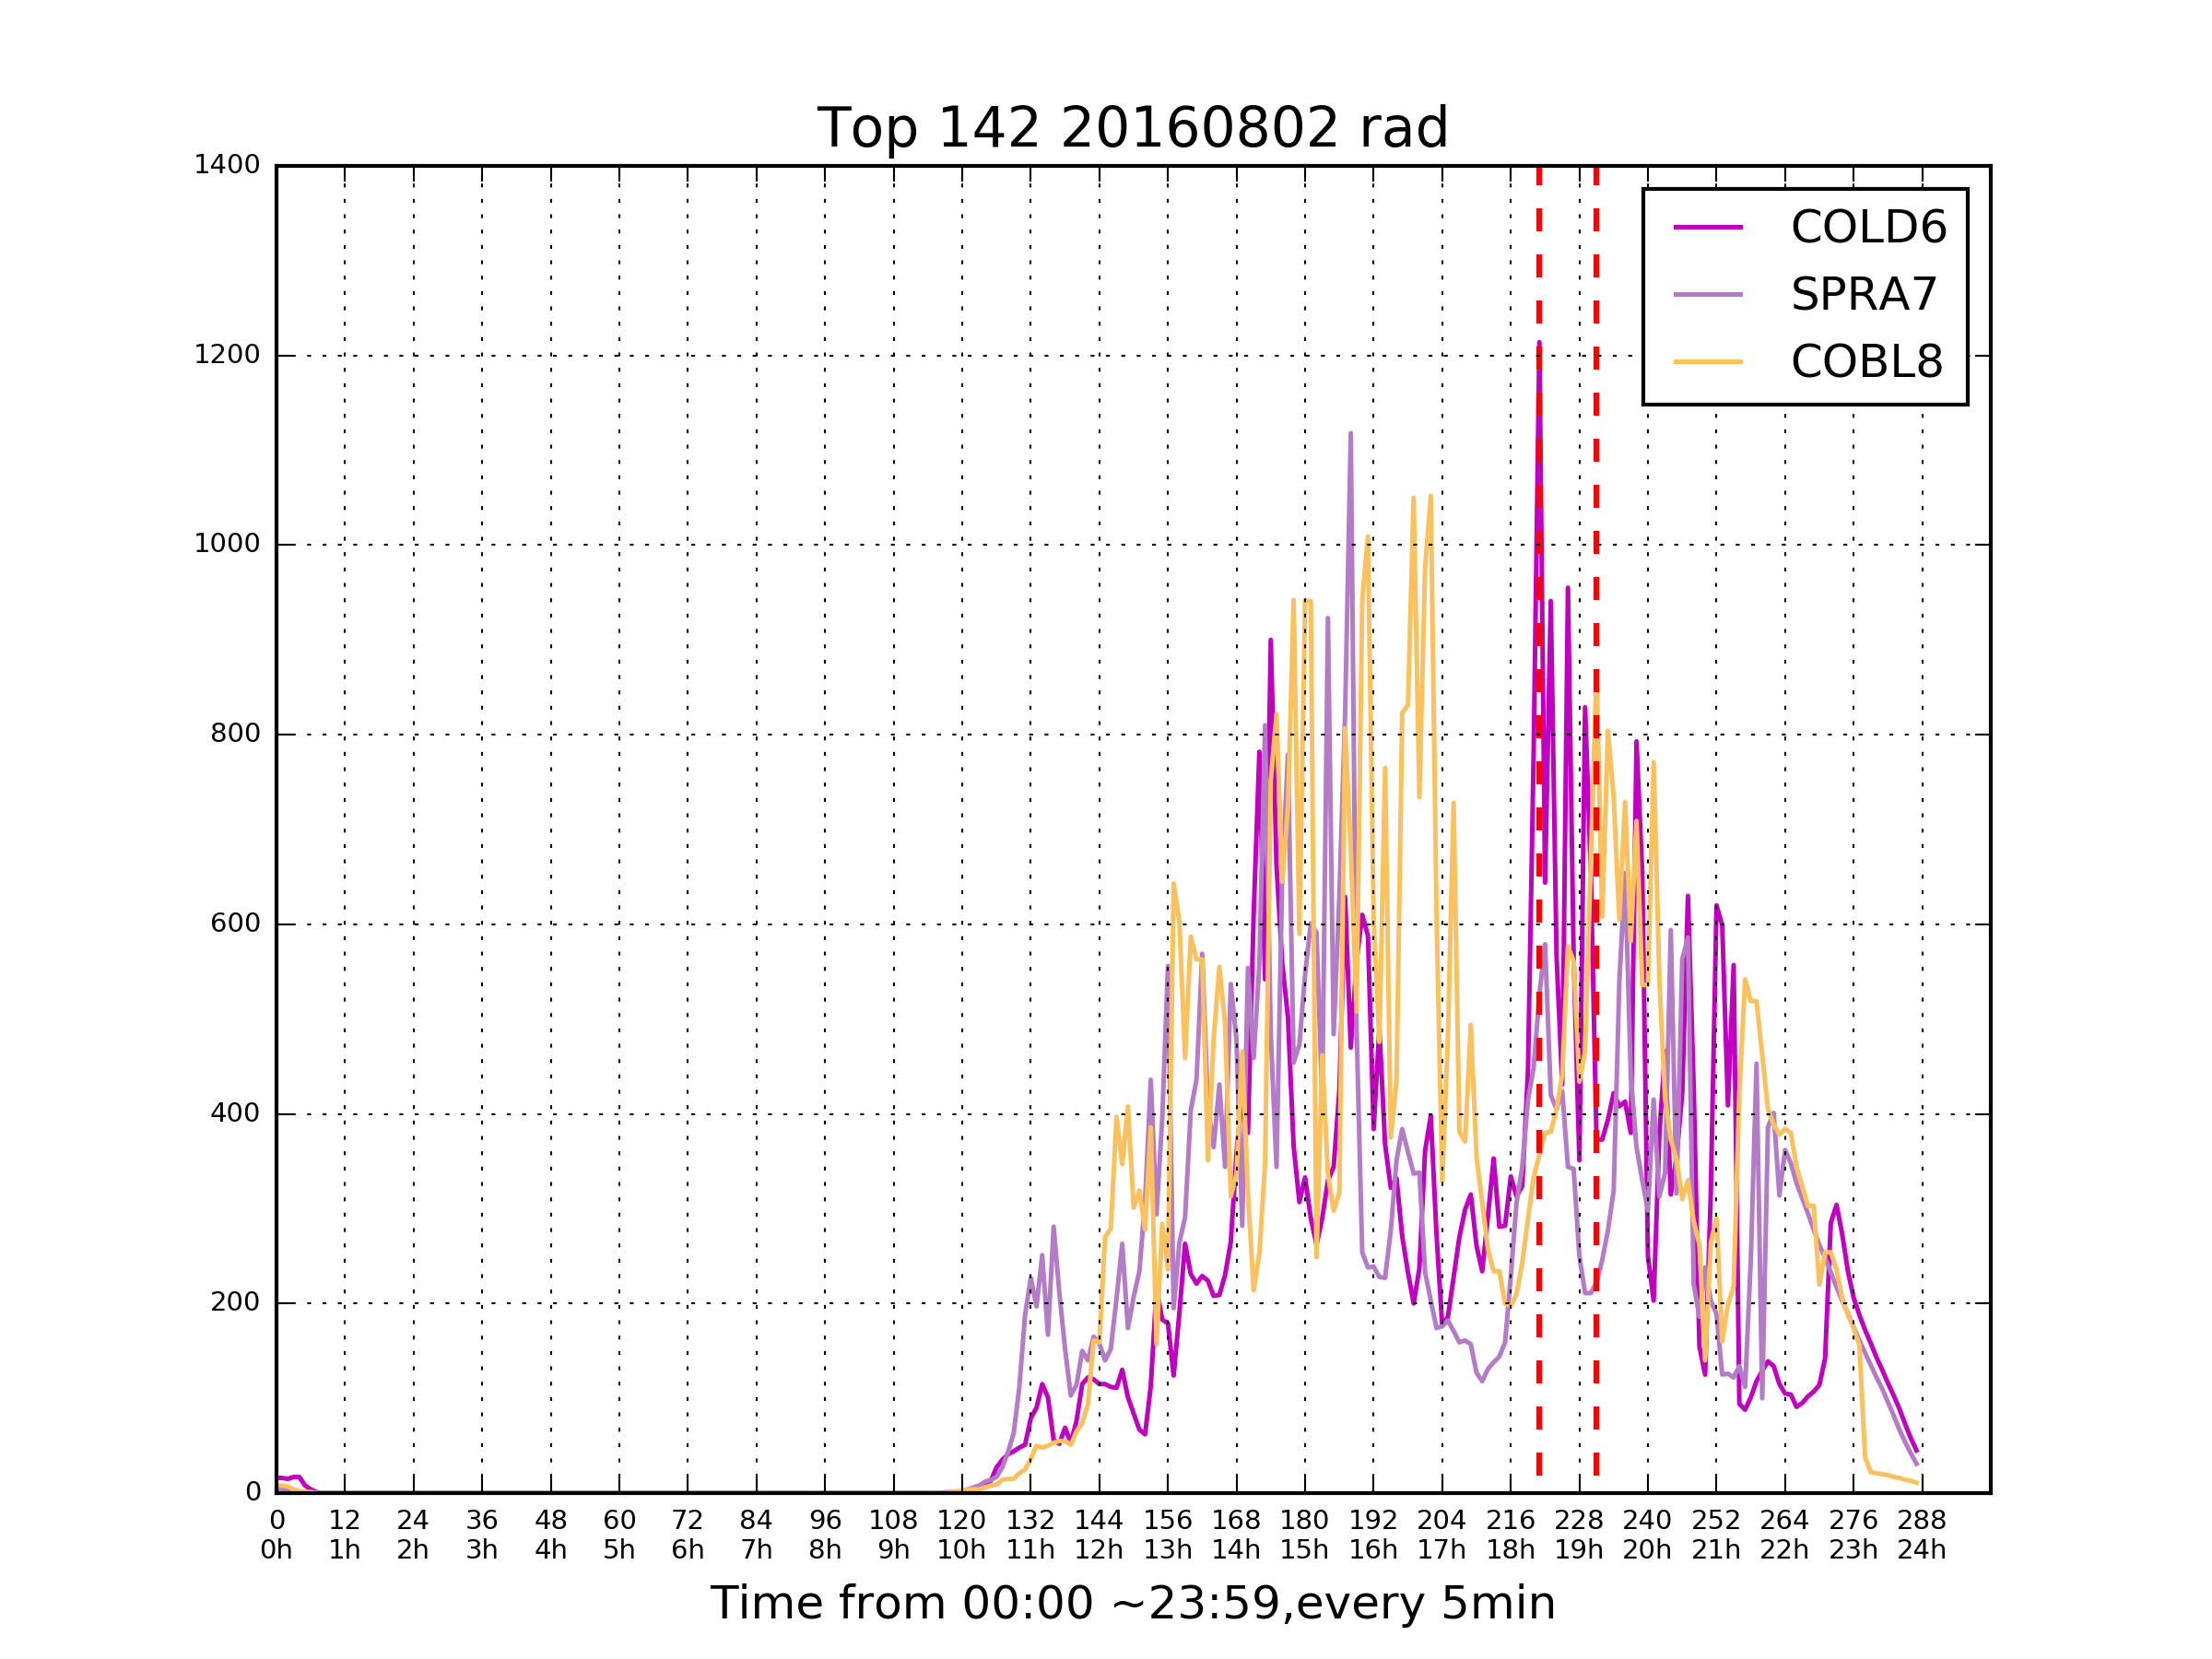 Top 142 20160802 rad
1400
1200
1000
800
600
400
200
0
COLD6
SPRA7
COBL8
0 12 24 36 48 60 72 84 96 108 120 132 144 156 168 180 192 204 216 228 240 252 264 276 288
0h 1h 2h 3h 4h 5h 6h 7h 8h 9h 10h 11h 12h 13h 14h 15h 16h 17h 18h 19h 20h 21h 22h 23h 24h
Time from 00:00 ~23:59,every 5min